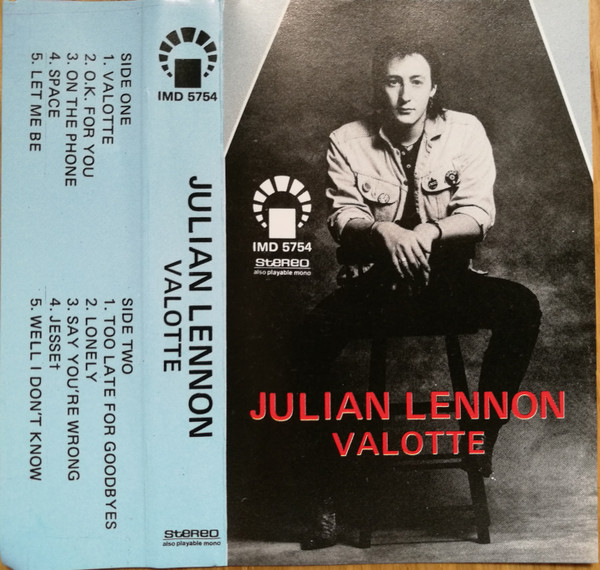 SIDE ONE
1. VALOTTE
2. O.K. FOR YOU
3. ON THE PHONE
4. SPACE
5. LET ME BE
SIDE TWO
1. TOO LATE FOR GOODBYES
2. LONELY
3. SAY YOU'RE WRONG
4. JESSE†
5. WELL I DON'T KNOW
IMD 5754
JULIAN LENNON
VALOTTE
STEREO
also playable mono
IMD 5754
STEREO
also playable mono
JULIAN LENNON
VALOTTE